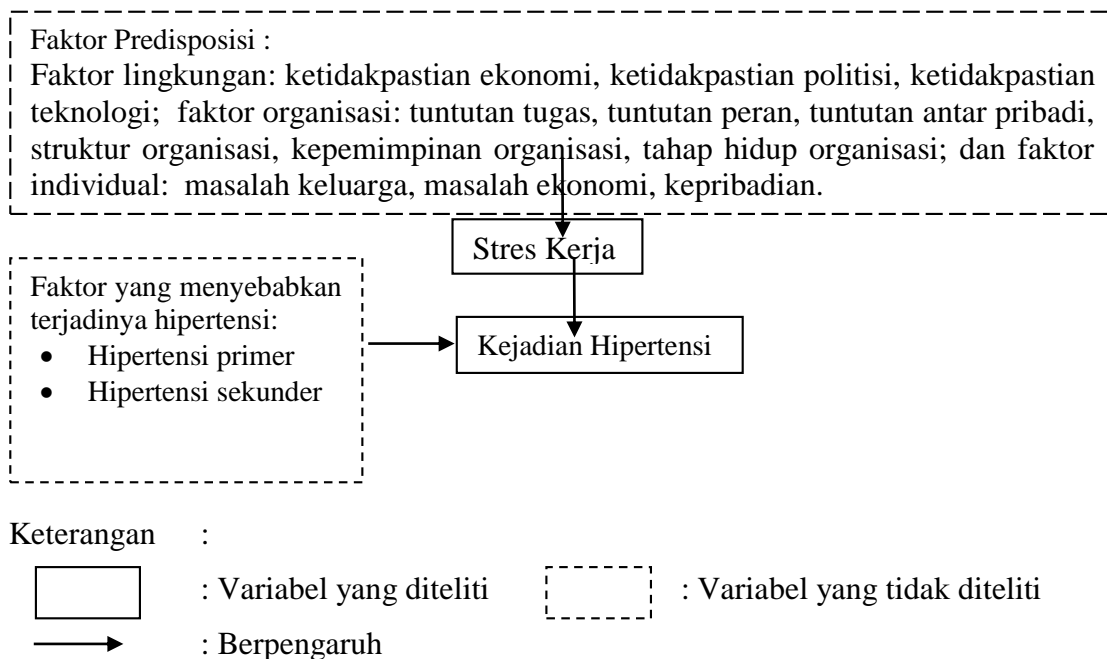 Faktor Predisposisi :
Faktor lingkungan: ketidakpastian ekonomi, ketidakpastian politisi, ketidakpastian
teknologi; faktor organisasi: tuntutan tugas, tuntutan peran, tuntutan antar pribadi,
struktur organisasi, kepemimpinan organisasi, tahap hidup organisasi; dan faktor
individual: masalah keluarga, masalah ekonomi, kepribadian.
Stres Kerja
Faktor yang menyebabkan
terjadinya hipertensi:
• Hipertensi primer
• Hipertensi sekunder
Kejadian Hipertensi
Keterangan :
: Variabel yang diteliti
: Variabel yang tidak diteliti
: Berpengaruh